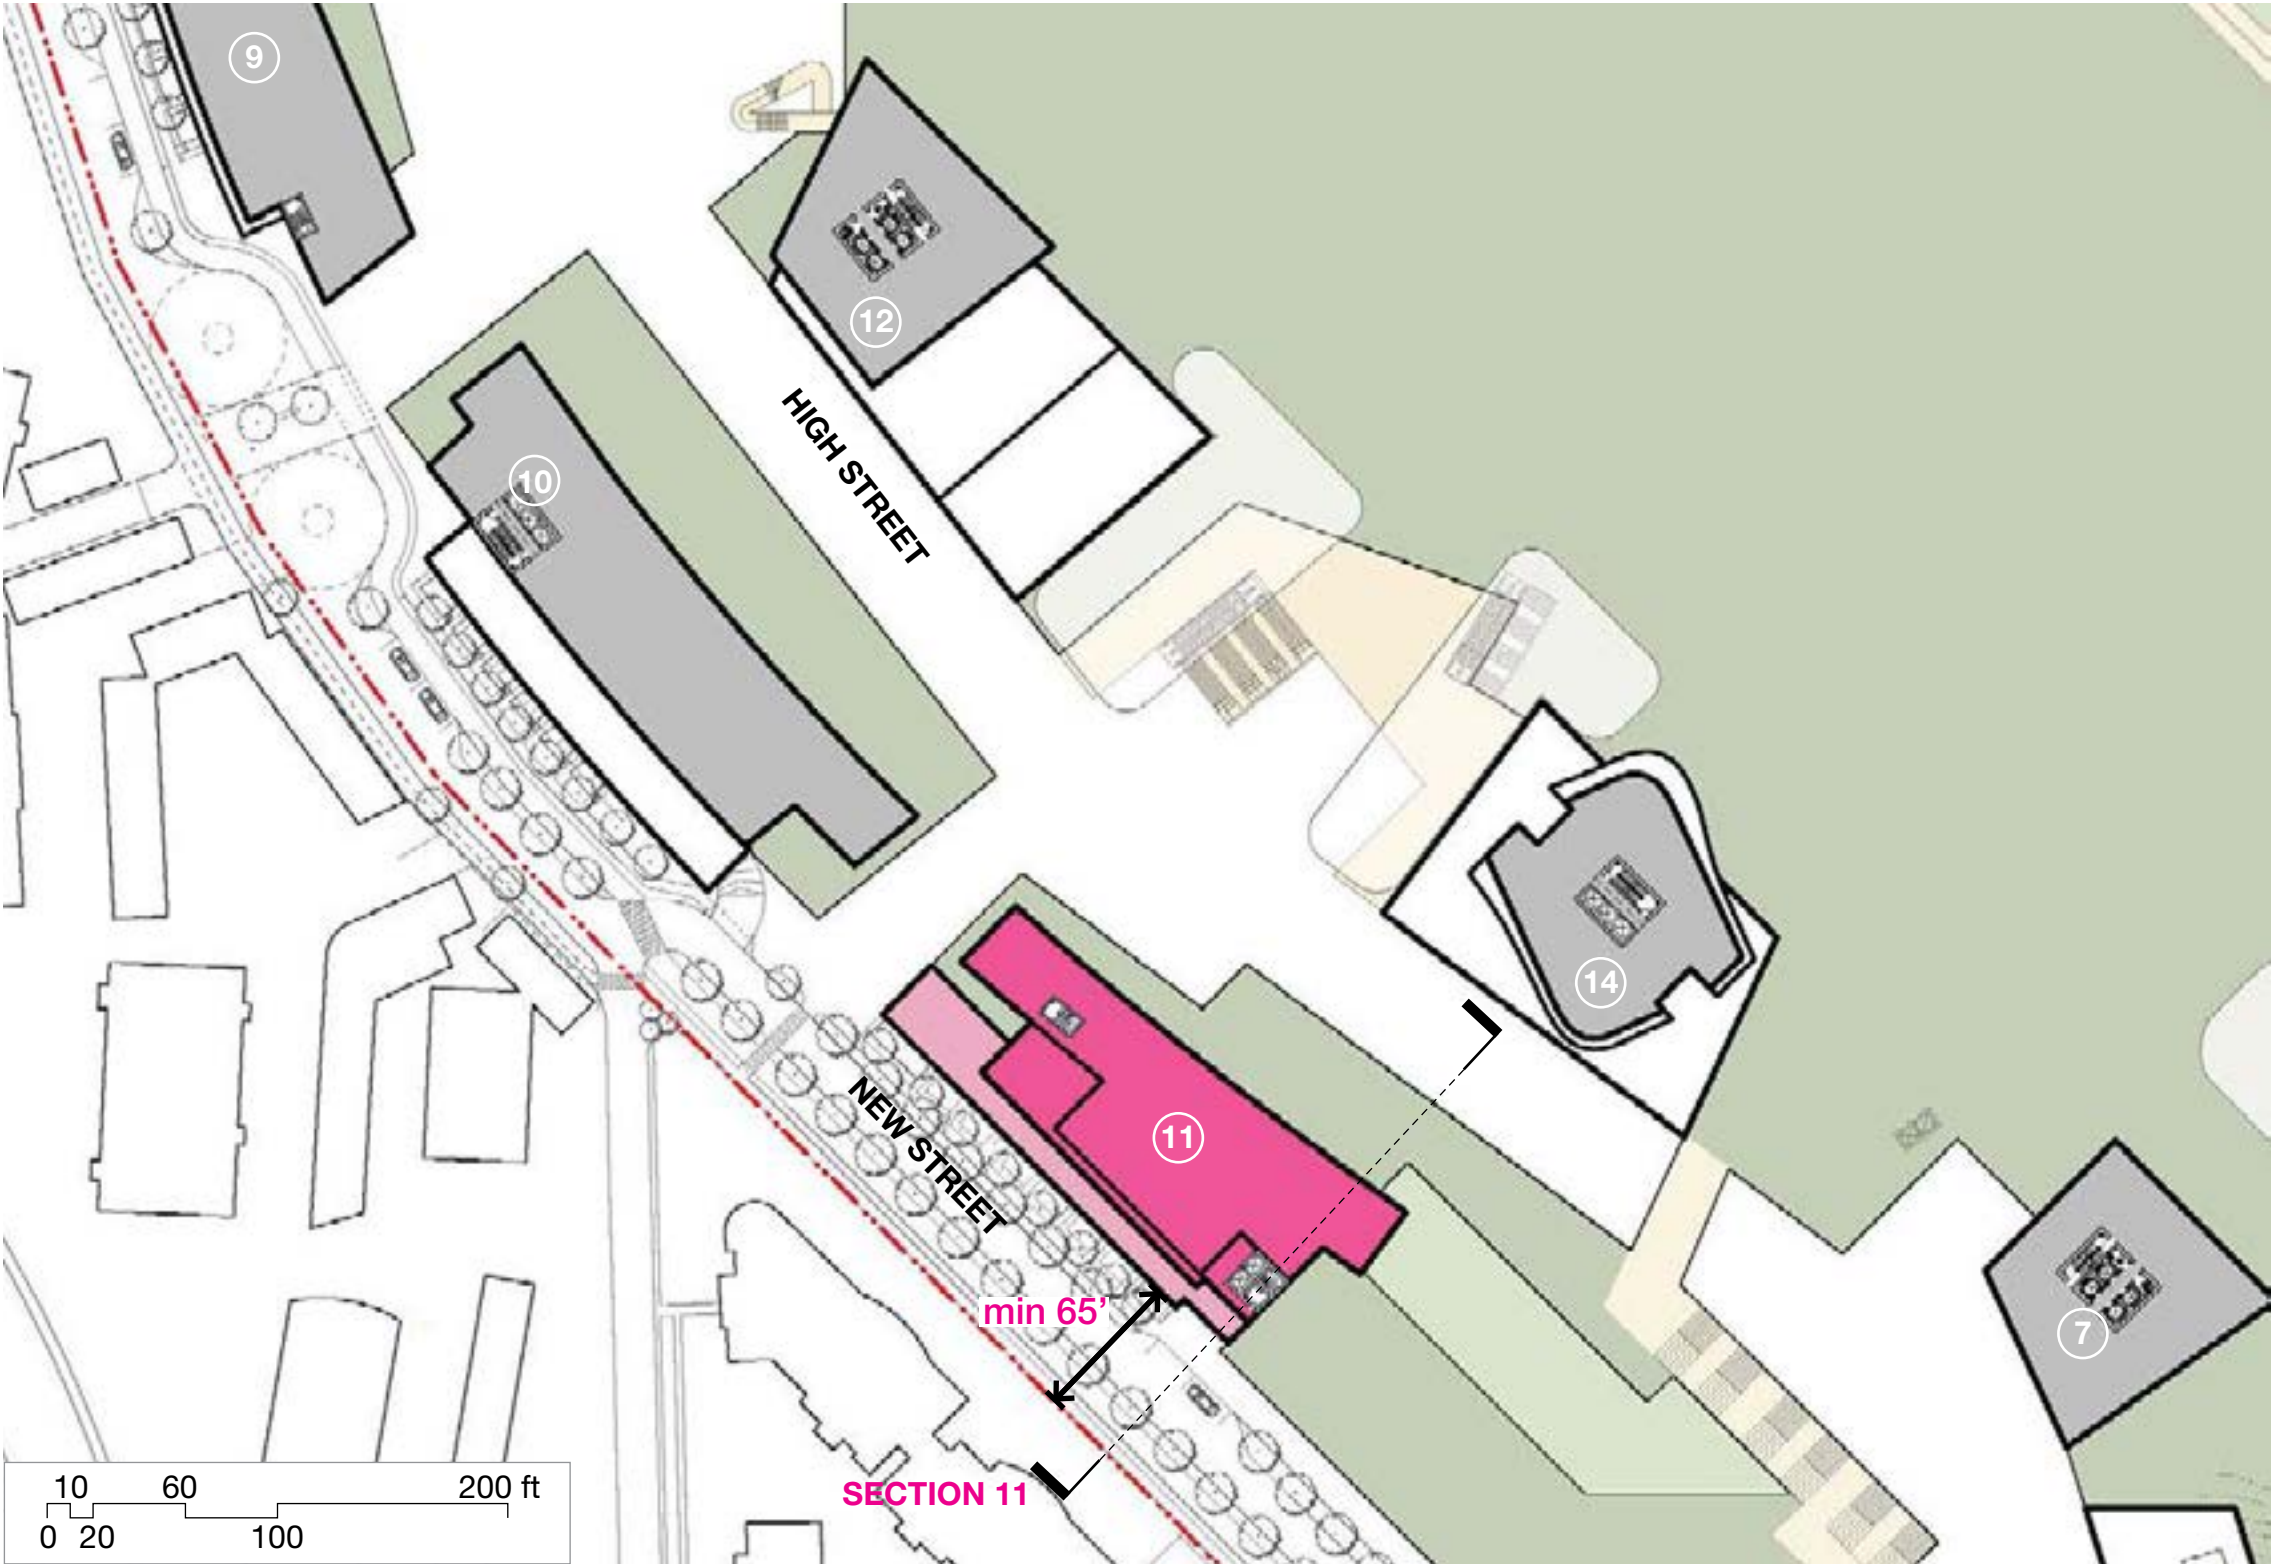 9
12
10
HIGH STREET
14
11
NEW STREET
min 65’
7
SECTION 11
10 60 200 ft
0 20 100